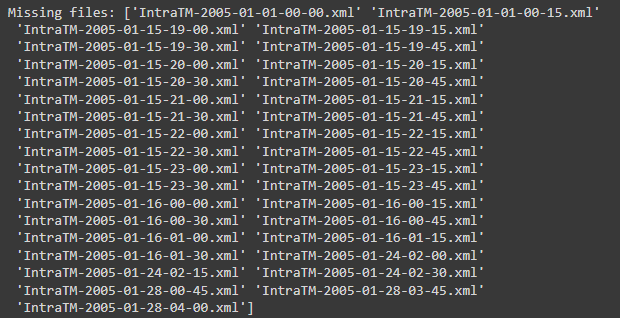 Missing files: ['IntraTM-2005-01-01-00-00.xml' 'IntraTM-2005-01-01-00-15.xml'
'IntraTM-2005-01-15-19-00.xml' 'IntraTM-2005-01-15-19-15.xml'
'IntraTM-2005-01-15-19-30.xml' 'IntraTM-2005-01-15-19-45.xml'
'IntraTM-2005-01-15-20-00.xml' 'IntraTM-2005-01-15-20-15.xml'
'IntraTM-2005-01-15-20-30.xml' 'IntraTM-2005-01-15-20-45.xml'
'IntraTM-2005-01-15-21-00.xml' 'IntraTM-2005-01-15-21-15.xml'
'IntraTM-2005-01-15-21-30.xml' 'IntraTM-2005-01-15-21-45.xml'
'IntraTM-2005-01-15-22-00.xml' 'IntraTM-2005-01-15-22-15.xml'
'IntraTM-2005-01-15-22-30.xml' 'IntraTM-2005-01-15-22-45.xml'
'IntraTM-2005-01-15-23-00.xml' 'IntraTM-2005-01-15-23-15.xml'
'IntraTM-2005-01-15-23-30.xml' 'IntraTM-2005-01-15-23-45.xml'
'IntraTM-2005-01-16-00-00.xml' 'IntraTM-2005-01-16-00-15.xml'
'IntraTM-2005-01-16-00-30.xml' 'IntraTM-2005-01-16-00-45.xml'
'IntraTM-2005-01-16-01-00.xml' 'IntraTM-2005-01-16-01-15.xml'
'IntraTM-2005-01-16-01-30.xml' 'IntraTM-2005-01-24-02-00.xml'
'IntraTM-2005-01-24-02-15.xml' 'IntraTM-2005-01-24-02-30.xml'
'IntraTM-2005-01-28-00-45.xml' 'IntraTM-2005-01-28-03-45.xml'
'IntraTM-2005-01-28-04-00.xml']